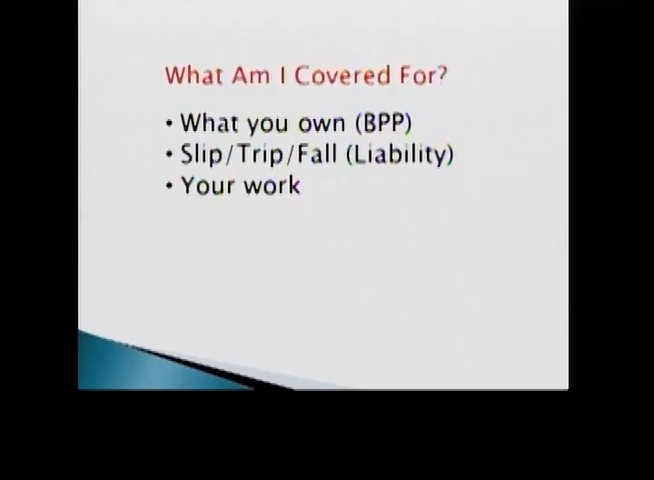 What Am I Covered For?
• What you own (BPP)
• Slip/Trip/Fall (Liability)
• Your work